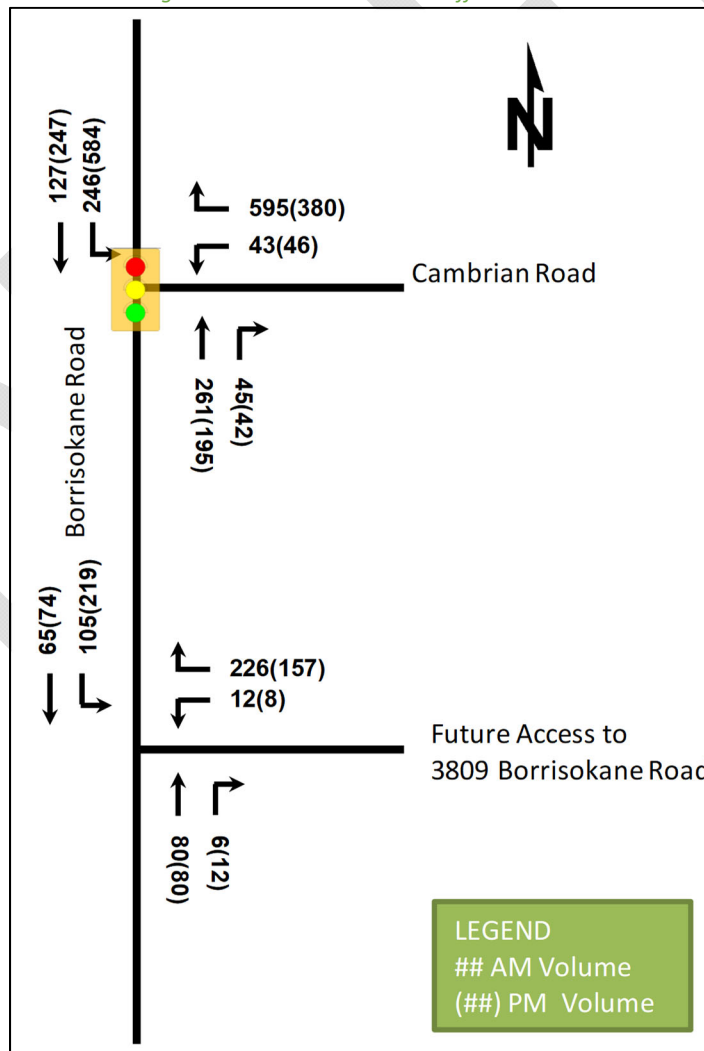 N
127(247)
246(584)
595(380)
43(46)
Cambrian Road
261(195)
45(42)
Borrisokane Road
65(74)
105(219)
226(157)
12(8)
Future Access to
3809 Borrisokane Road
80(80)
6(12)
LEGEND
## AM Volume
(##) PM Volume